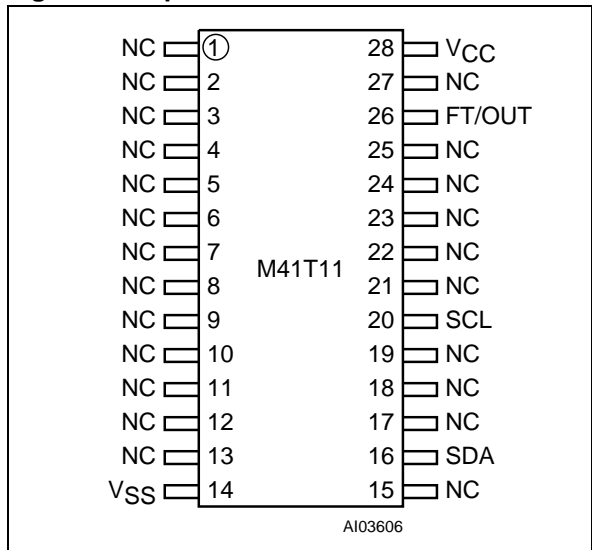 NC 1 28 VCC
NC 2 27 NC
NC 3 26 FT/OUT
NC 4 25 NC
NC 5 24 NC
NC 6 23 NC
NC 7 22 NC
M41T11
NC 8 21 NC
NC 9 20 SCL
NC 10 19 NC
NC 11 18 NC
NC 12 17 NC
NC 13 16 SDA
VSS 14 15 NC
AI03606